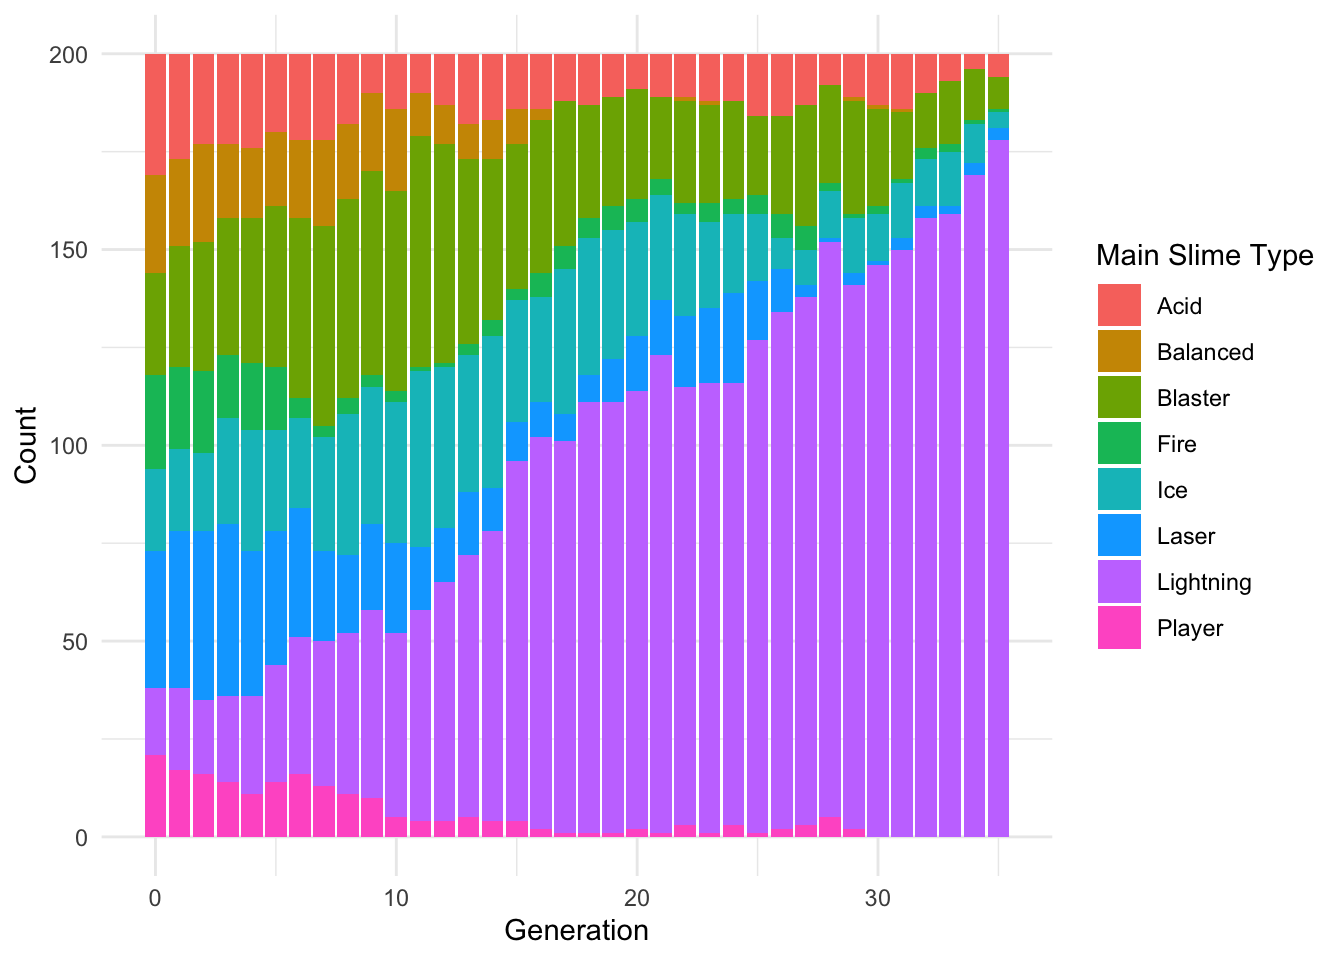 200
150
100
50
0
Count
0
10
20
30
Generation
Main Slime Type
Acid
Balanced
Blaster
Fire
Ice
Laser
Lightning
Player